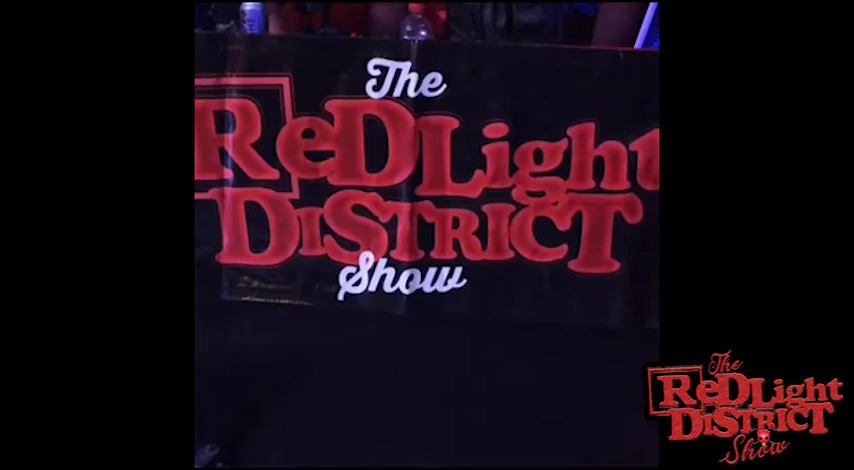 The
ReDLight
DiSTRicT
Show
The
ReDLight
DiSTRicT
Show